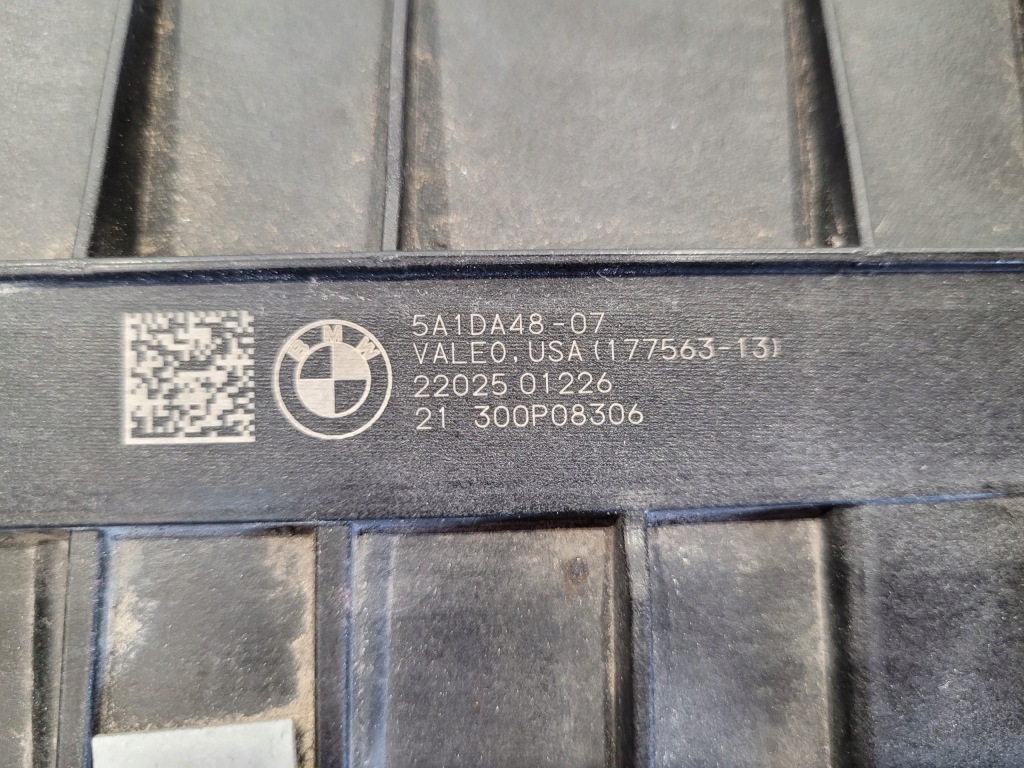 BMW
5A1DA48-07
VALEO, USA (177563-13)
22025 01226
21 300P08306